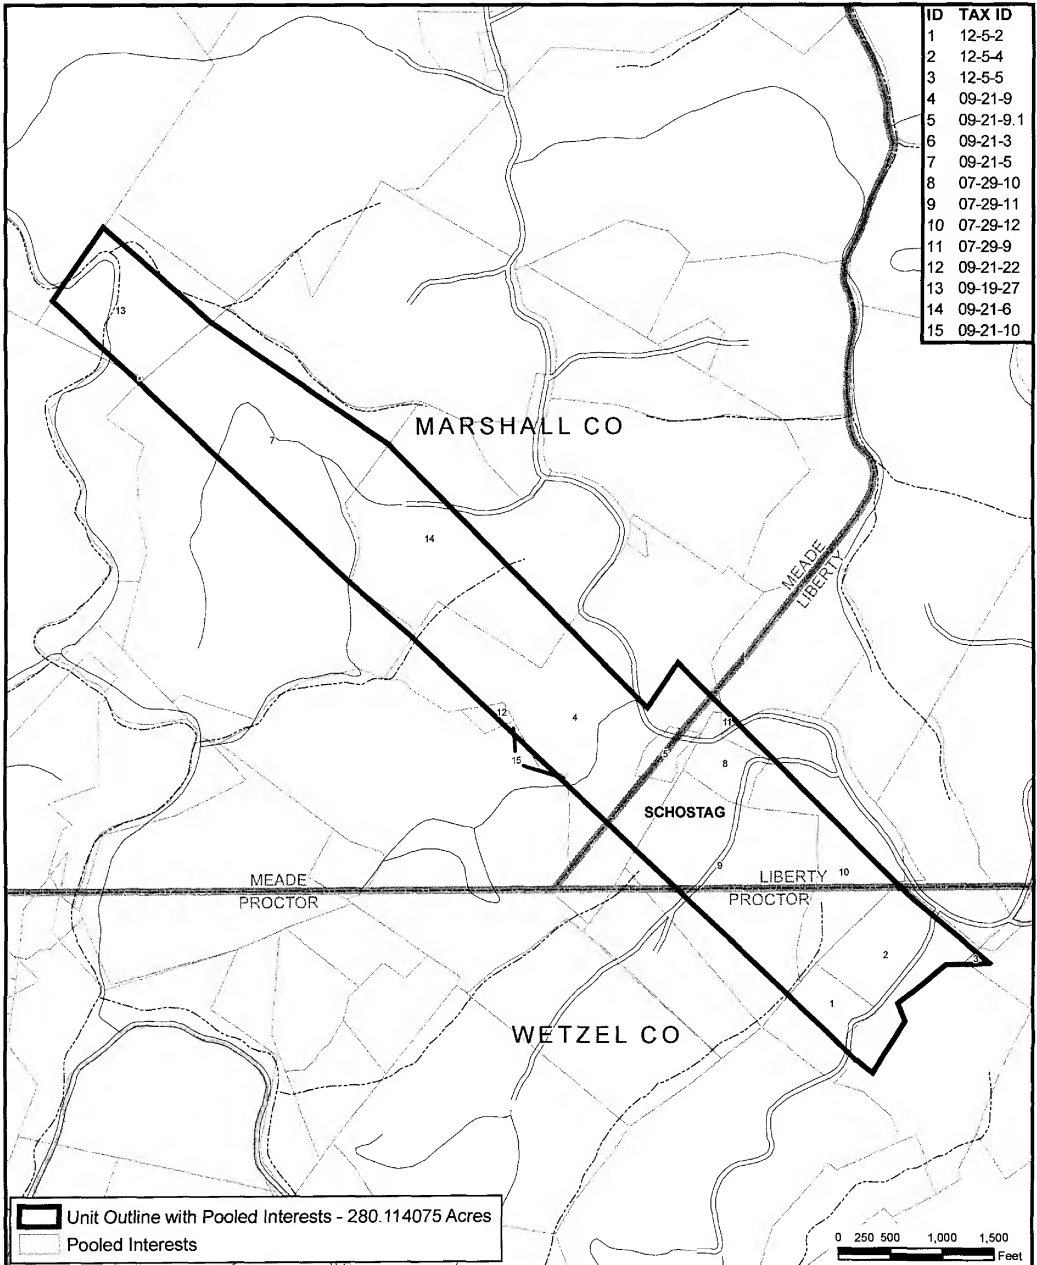 ID TAX ID
1 12-5-2
2 12-5-4
3 12-5-5
4 09-21-9
5 09-21-9.1
6 09-21-3
7 09-21-5
8 07-29-10
9 07-29-11
10 07-29-12
11 07-29-9
12 09-21-22
13 09-19-27
14 09-21-6
15 09-21-10
13
MARSHALL CO
7
14
MEADE
LIBERTY
12
4
11
15
5
8
SCHOSTAG
9
MEADE
LIBERTY 10
PROCTOR
PROCTOR
2
3
1
WETZEL CO
Unit Outline with Pooled Interests - 280.114075 Acres
Pooled Interests
0 250 500 1,000 1,500
Feet